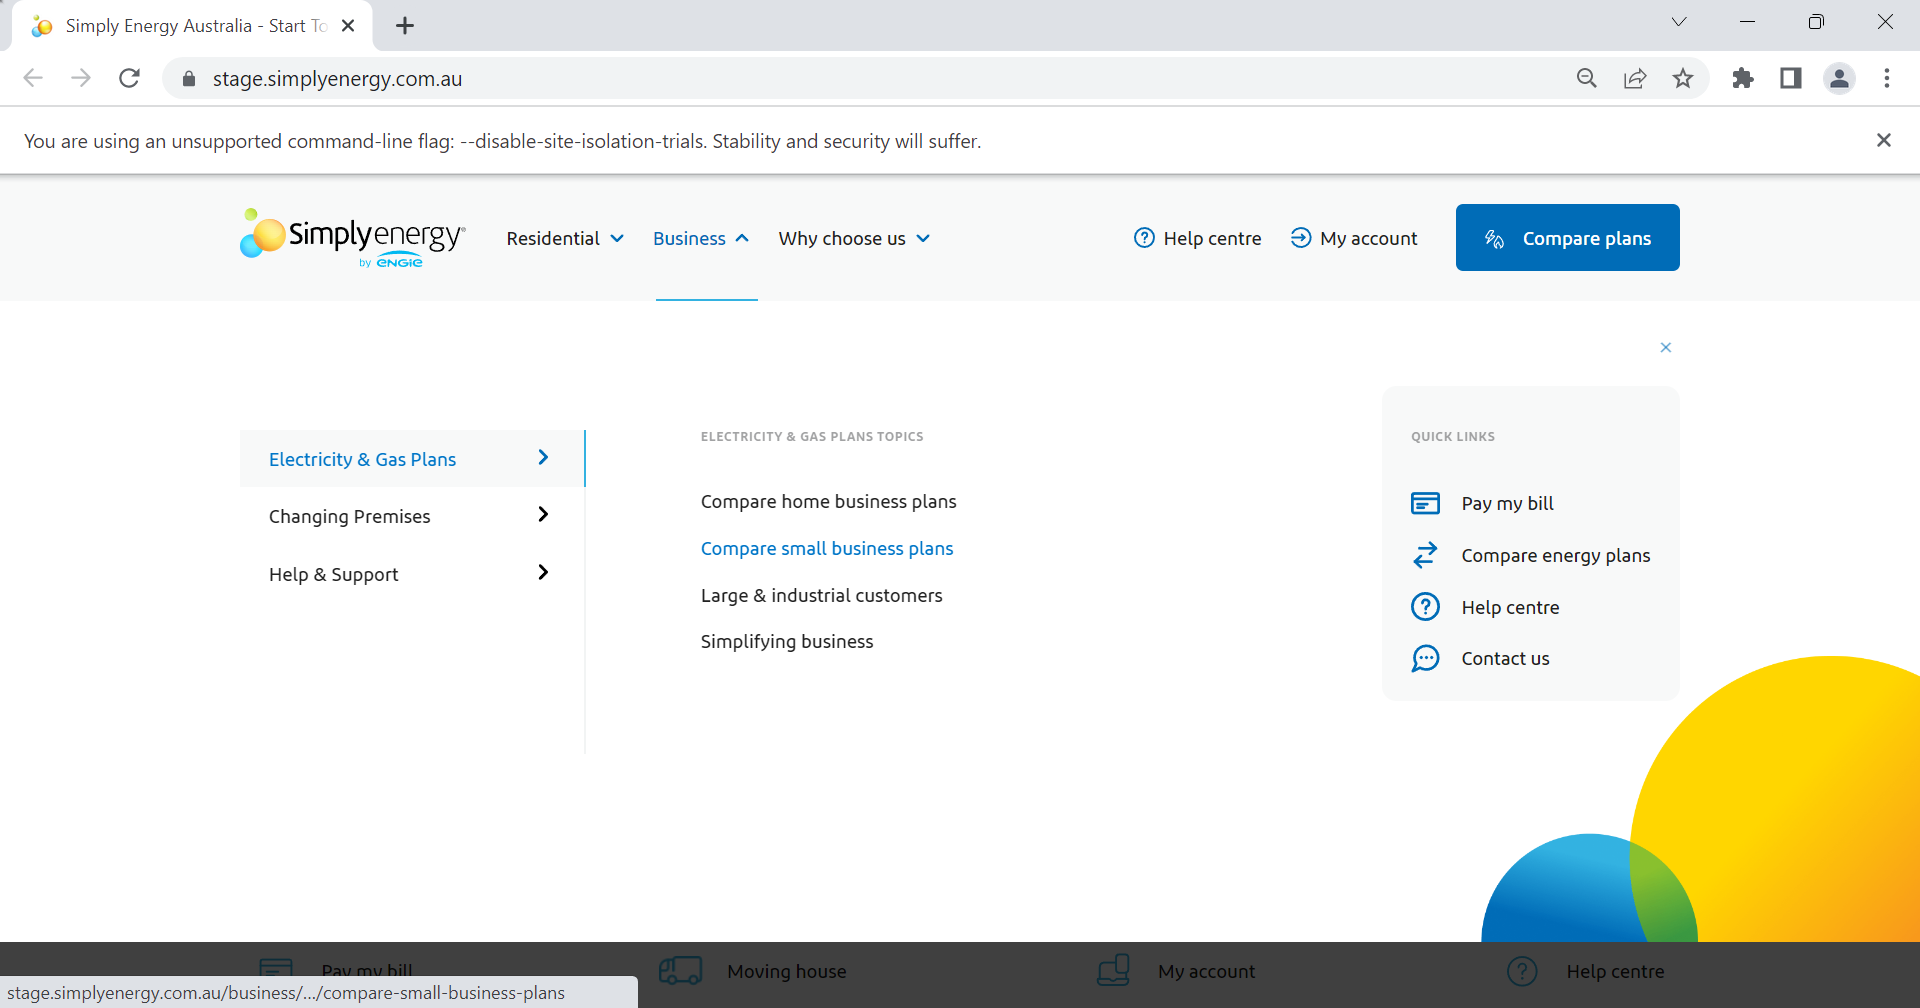 Simply Energy Australia - Start To
stage.simplyenergy.com.au
You are using an unsupported command-line flag: --disable-site-isolation-trials. Stability and security will suffer.
Simply energy
by ENGIE
Residential
Business
Why choose us
Help centre
My account
Compare plans
Electricity & Gas Plans
Changing Premises
Help & Support
ELECTRICITY & GAS PLANS TOPICS
Compare home business plans
Compare small business plans
Large & industrial customers
Simplifying business
QUICK LINKS
Pay my bill
Compare energy plans
Help centre
Contact us
Pay my bill
Moving house
My account
Help centre
stage.simplyenergy.com.au/business/.../compare-small-business-plans